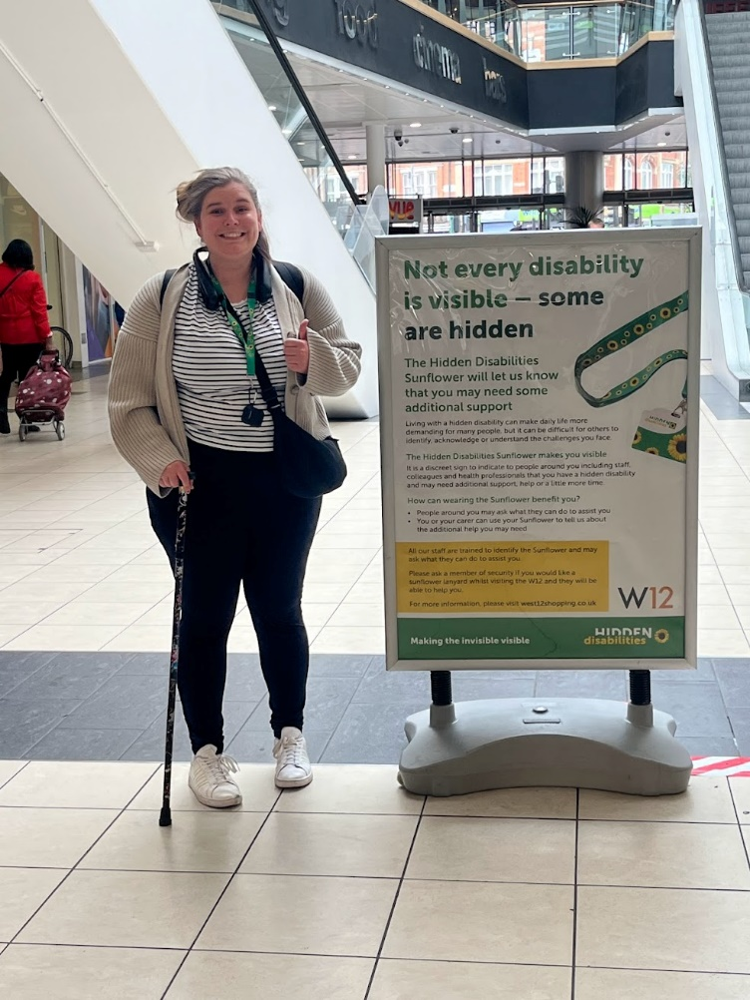 food
cinema
VUE
Not every disability
is visible – some
are hidden
The Hidden Disabilities
Sunflower will let us know
that you may need some
additional support
Living with a hidden disability can make daily life more
demanding for many people, but it can be difficult for others to
identify, acknowledge or understand the challenges you face.
The Hidden Disabilities Sunflower makes you visible
It is a discreet sign to indicate to people around you including staff,
colleagues and health professionals that you have a hidden disability
and may need additional support, help or a little more time.
How can wearing the Sunflower benefit you?
• People around you may ask what they can do to assist you
• You or your carer can use your Sunflower to tell us about
the additional help you may need
All our staff are trained to identify the Sunflower and may
ask what they can do to assist you.
Please ask a member of security if you would like a
sunflower lanyard whilst visiting the W12 and they will be
able to help you.
For more information, please visit west12shopping.co.uk
W12
Making the invisible visible
HIDDEN
disabilities